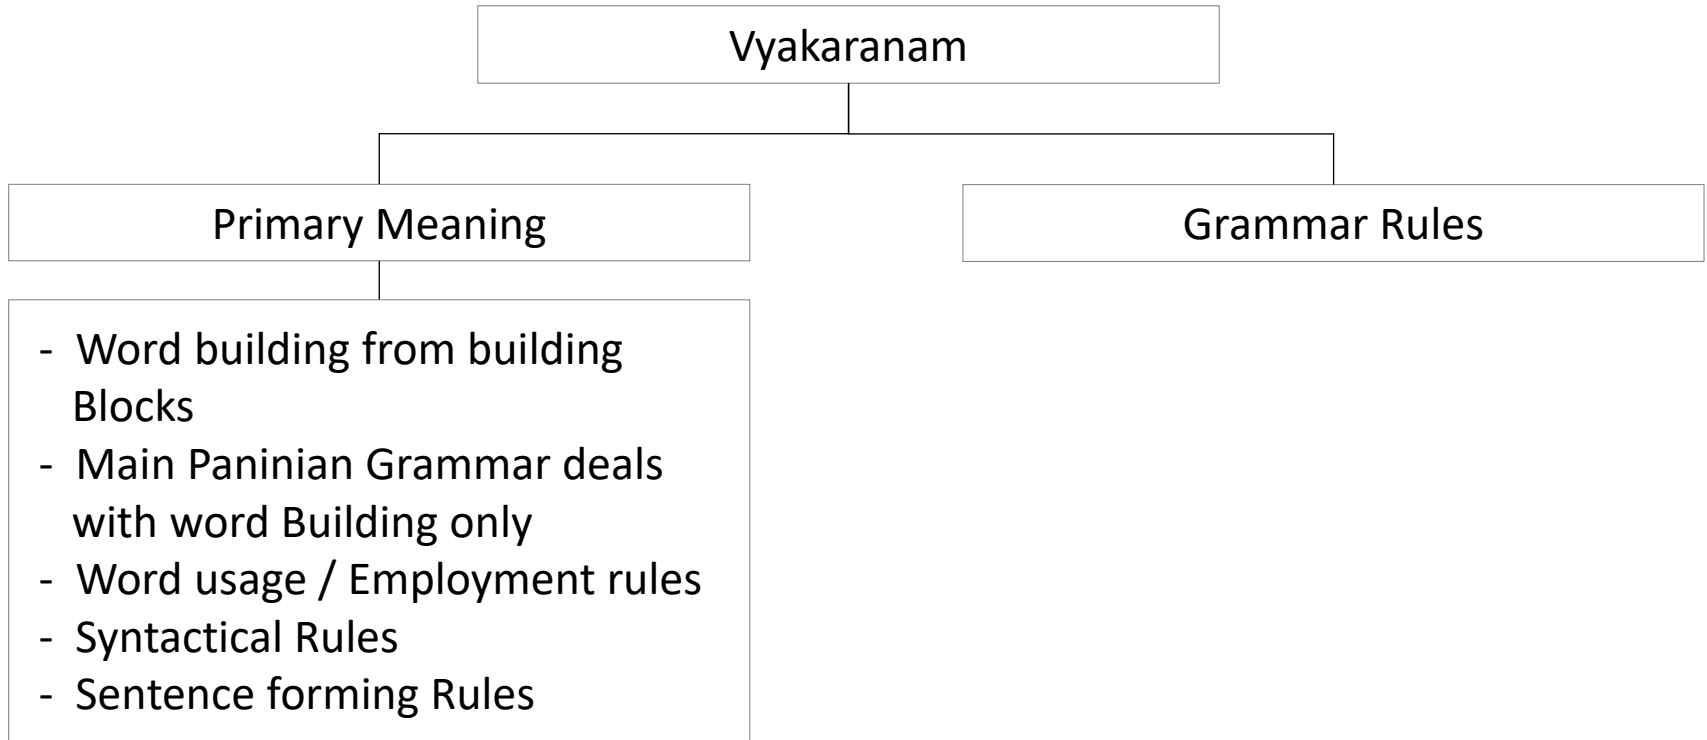 Vyakaranam
Primary Meaning
Grammar Rules
- Word building from building
Blocks
- Main Paninian Grammar deals
with word Building only
- Word usage / Employment rules
- Syntactical Rules
- Sentence forming Rules